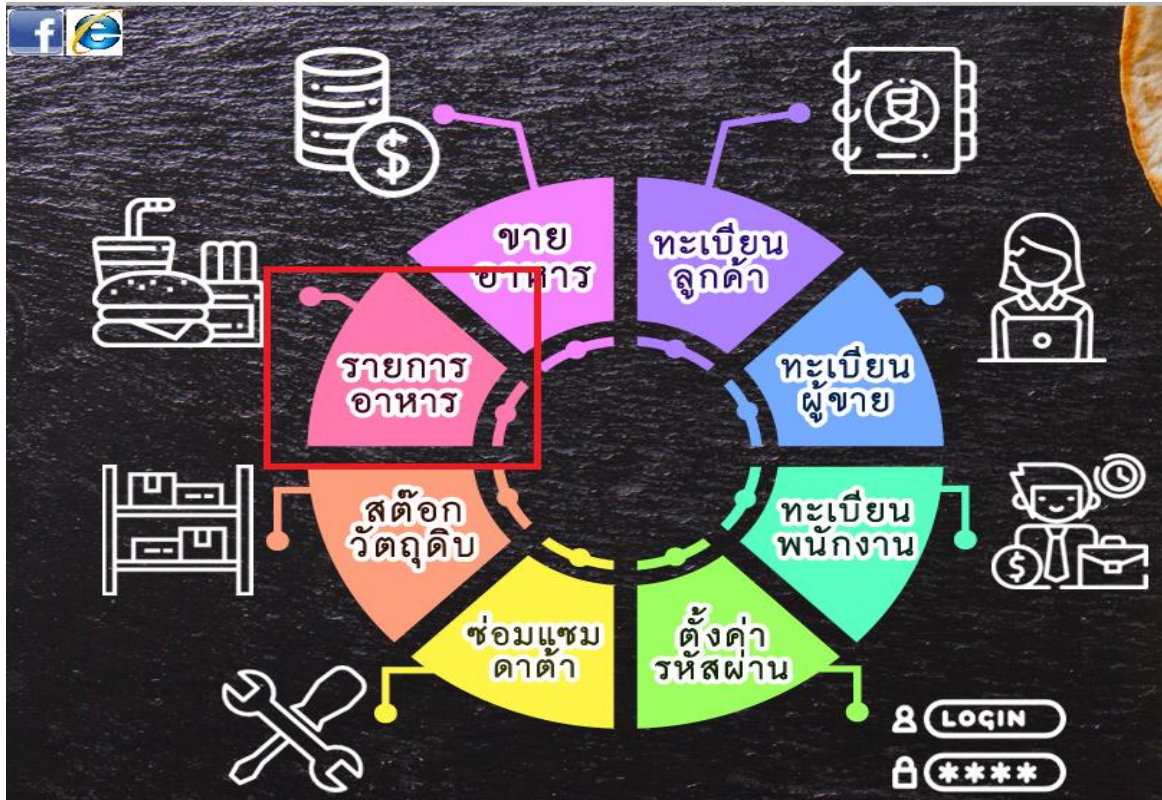 ขาย
อาหาร
ทะเบียน
ลูกค้า
รายการ
อาหาร
ทะเบียน
ผู้ขาย
สต๊อก
วัตถุดิบ
ทะเบียน
พนักงาน
ซ่อมแซม
ดาต้า
ตั้งค่า
รหัสผ่าน
LOGIN
****